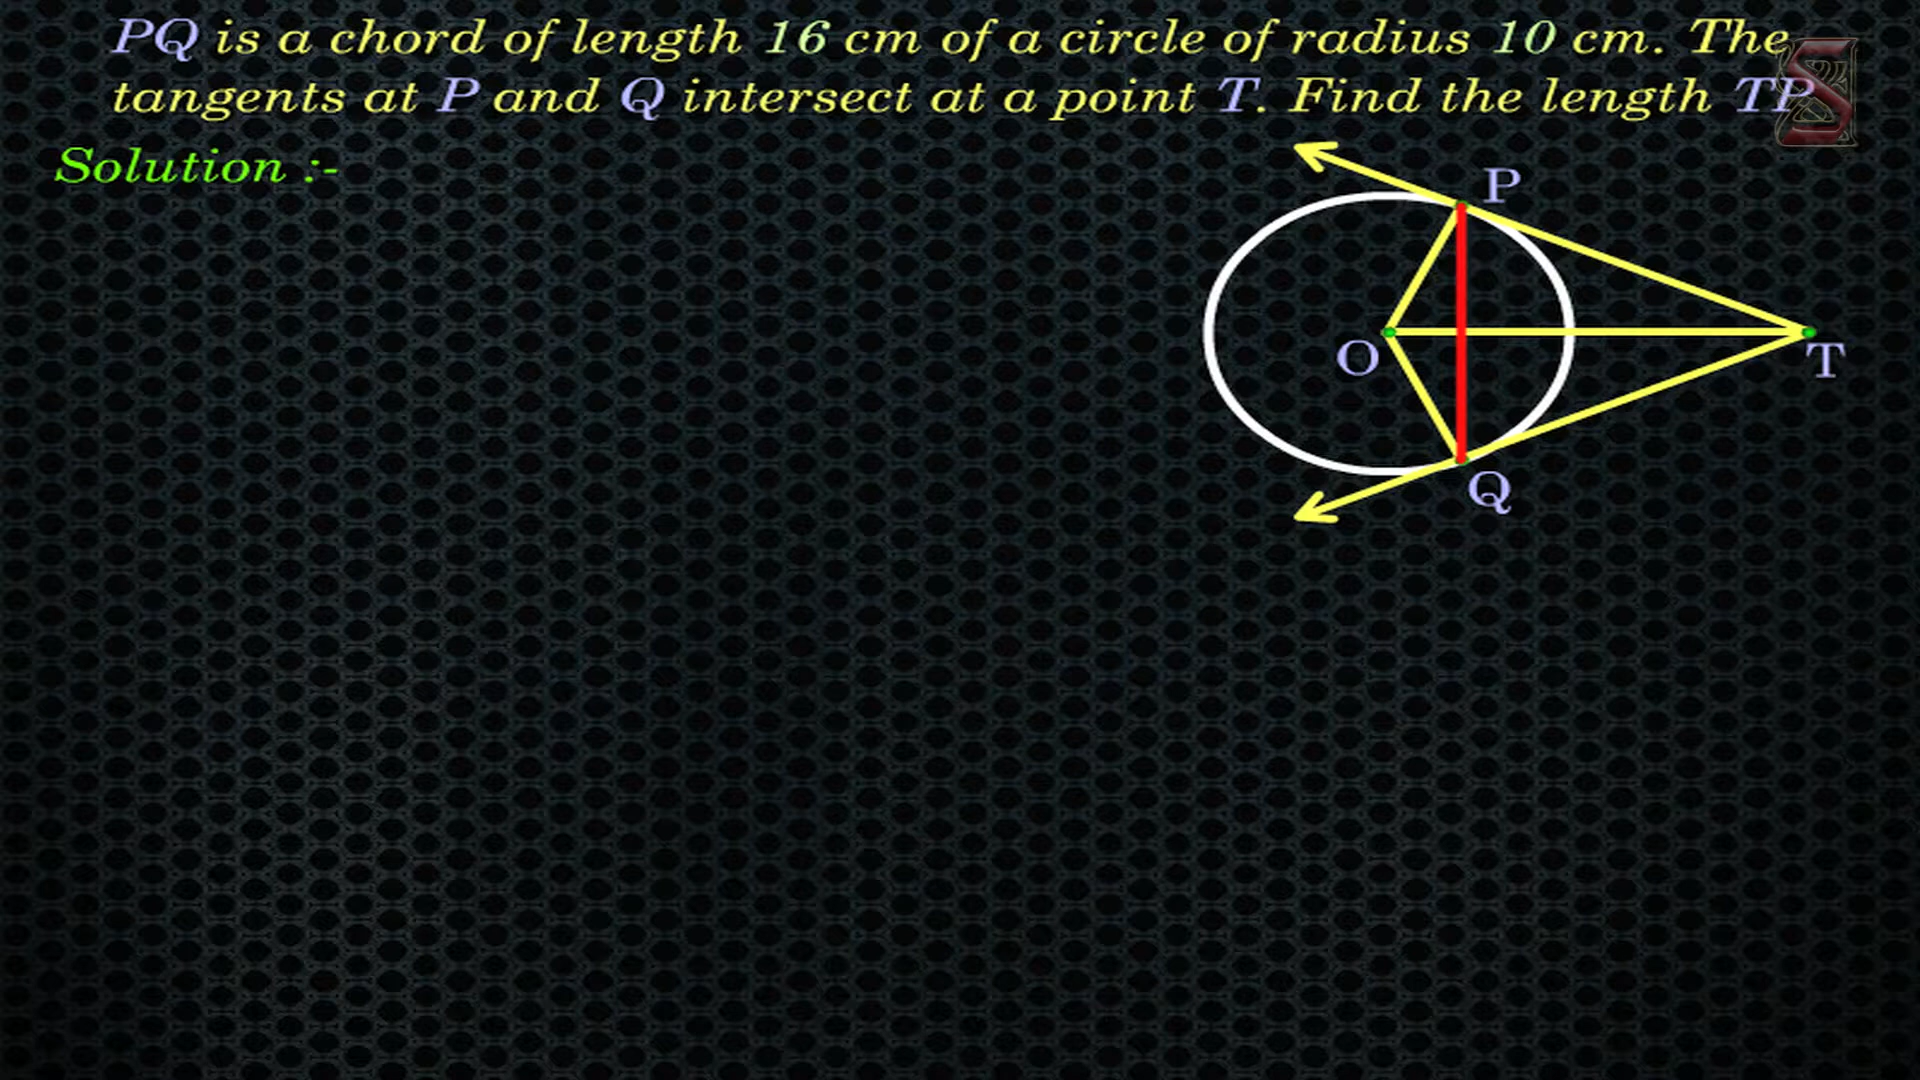 PQ is a chord of length 16 cm of a circle of radius 10 cm. The
tangents at P and Q intersect at a point T. Find the length TP
Solution :-
P
O
T
Q
S